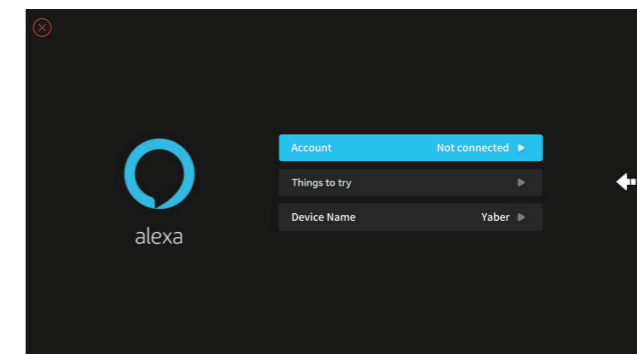 Account Not connected
Things to try
Device Name Yaber
alexa